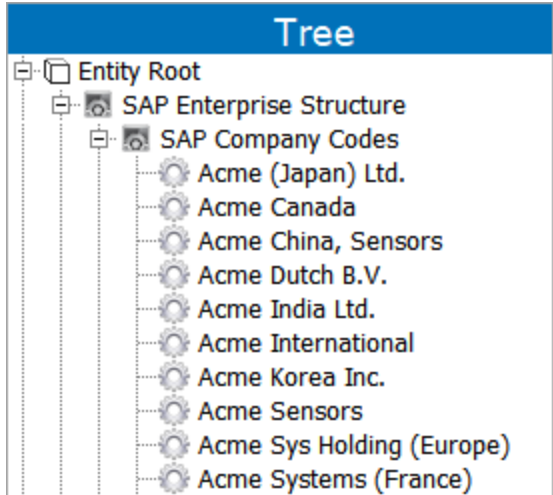 Tree
Entity Root
SAP Enterprise Structure
SAP Company Codes
Acme (Japan) Ltd.
Acme Canada
Acme China, Sensors
Acme Dutch B.V.
Acme India Ltd.
Acme International
Acme Korea Inc.
Acme Sensors
Acme Sys Holding (Europe)
Acme Systems (France)